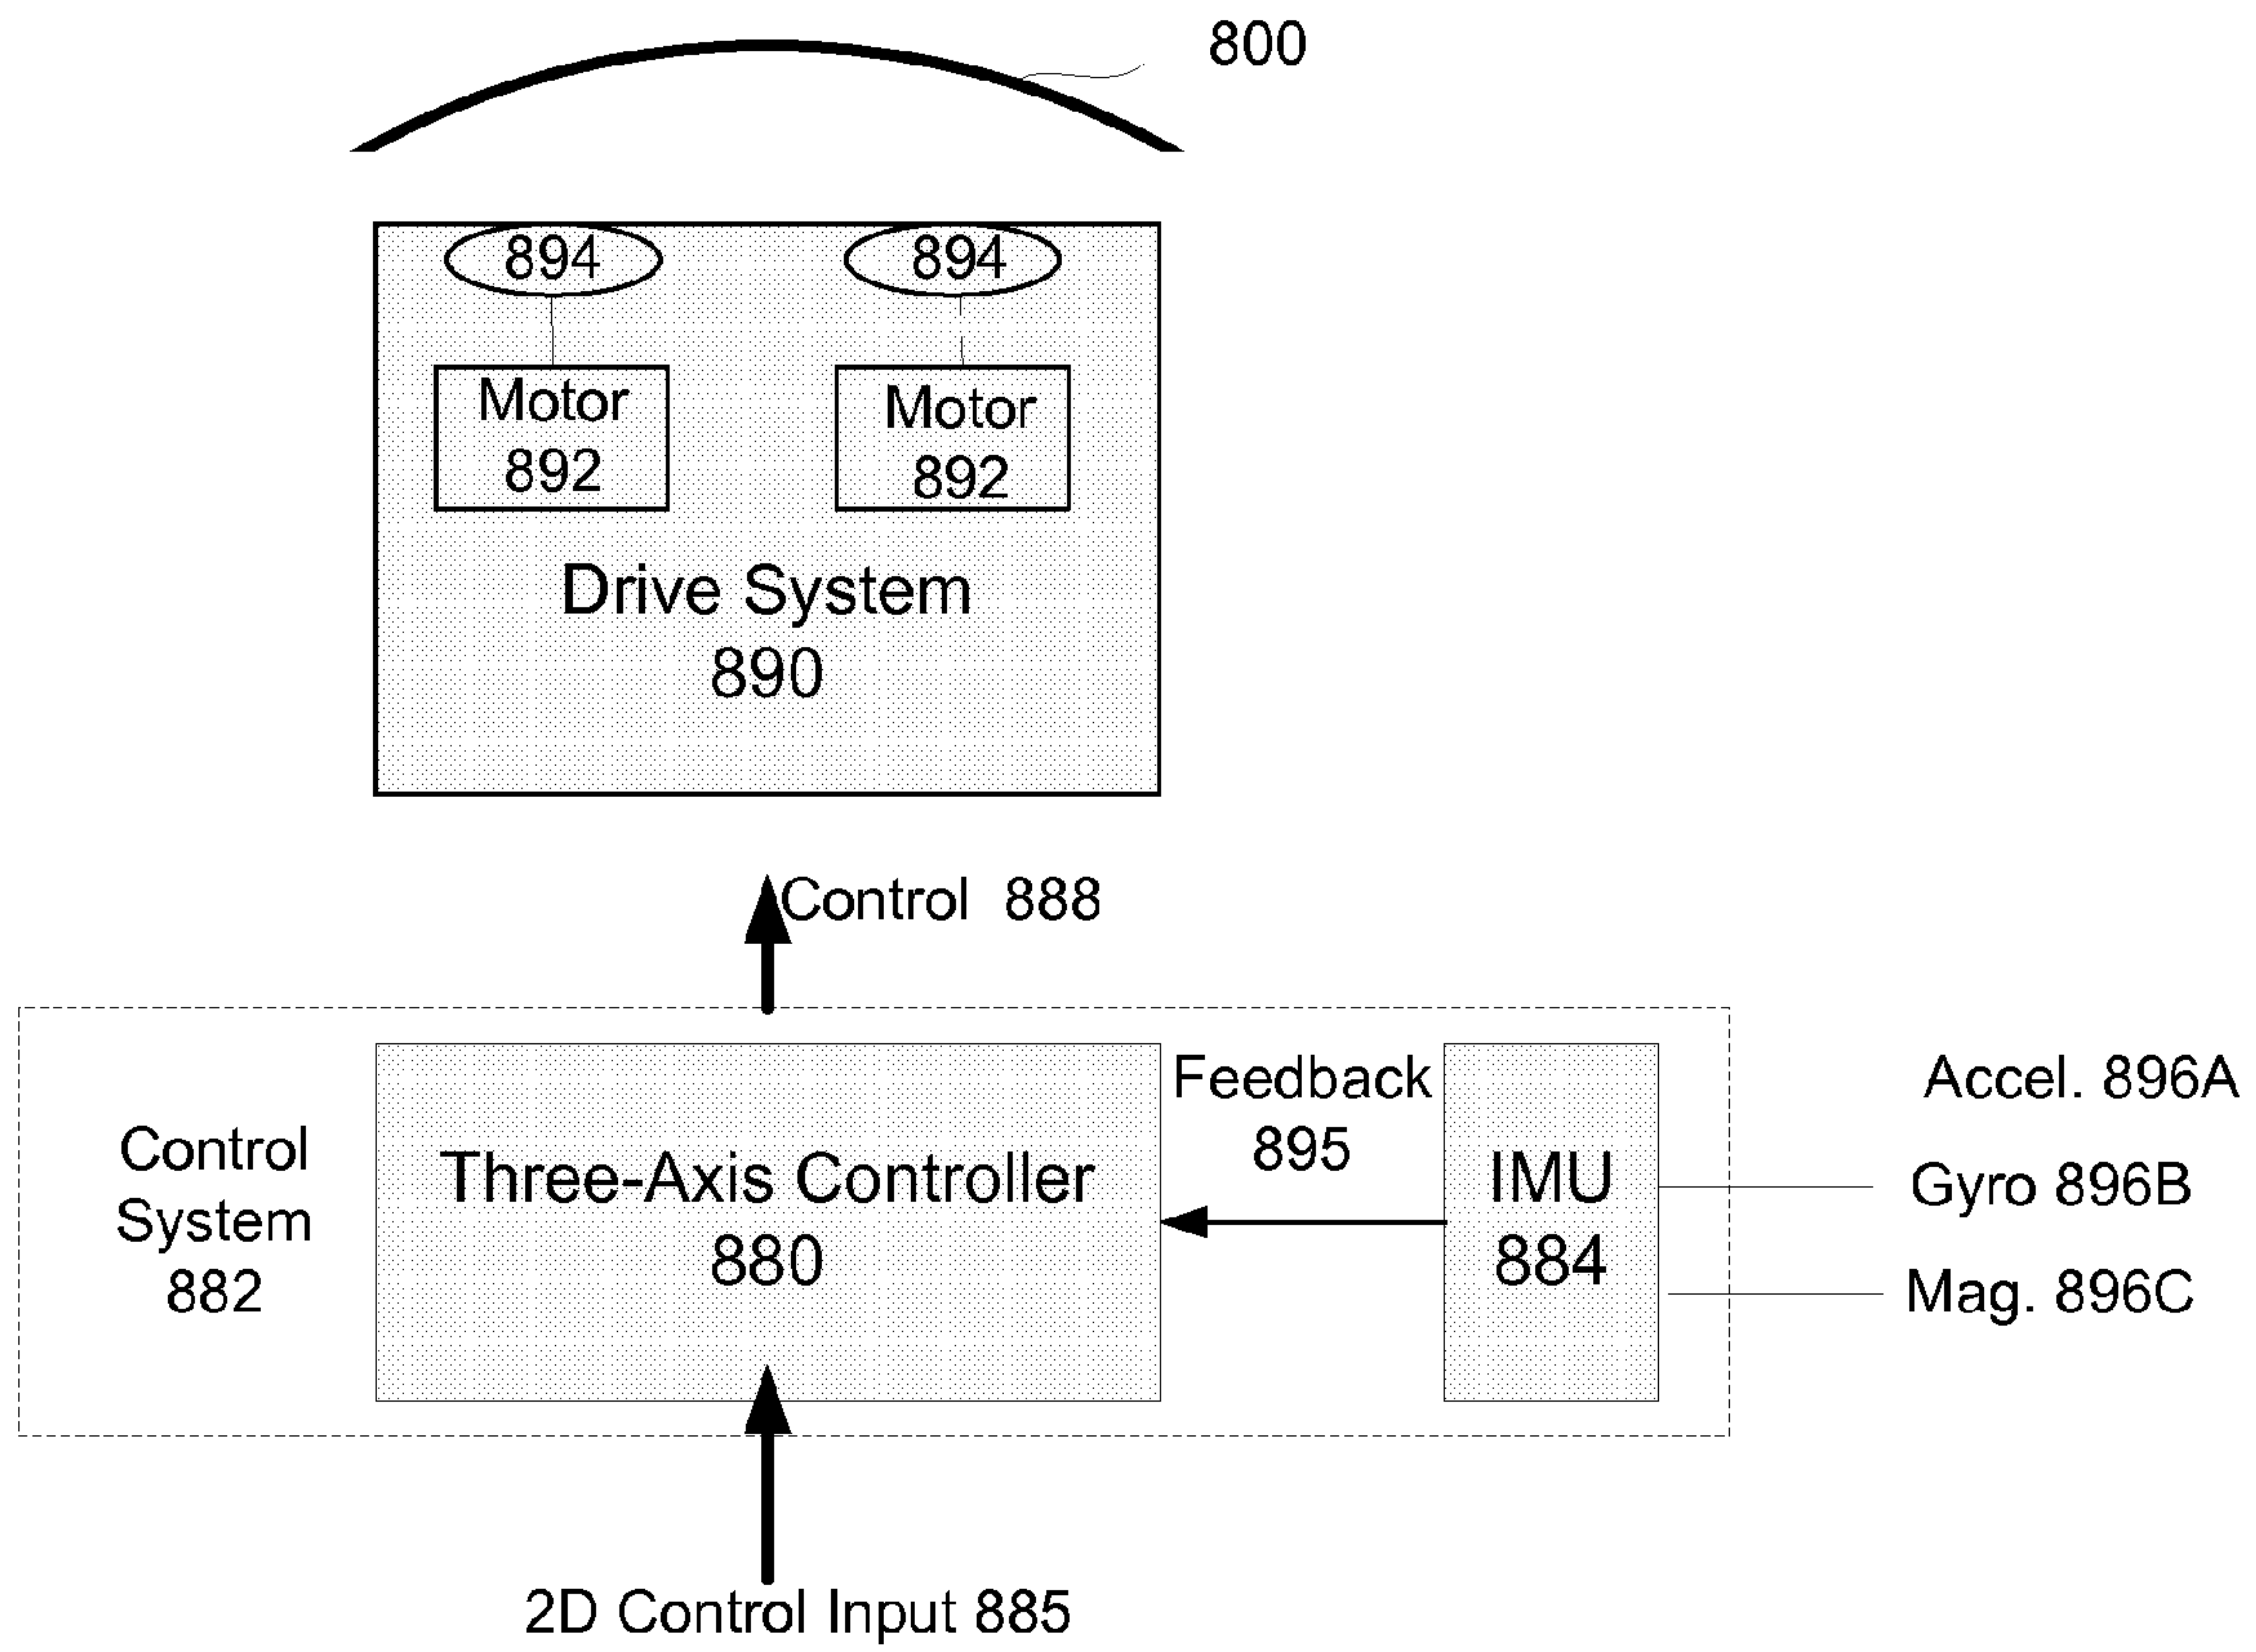 800
894
894
Motor
892
Motor
892
Drive System
890
Control 888
Control
System
882
Three-Axis Controller
880
Feedback
895
IMU
884
Accel. 896A
Gyro 896B
Mag. 896C
2D Control Input 885